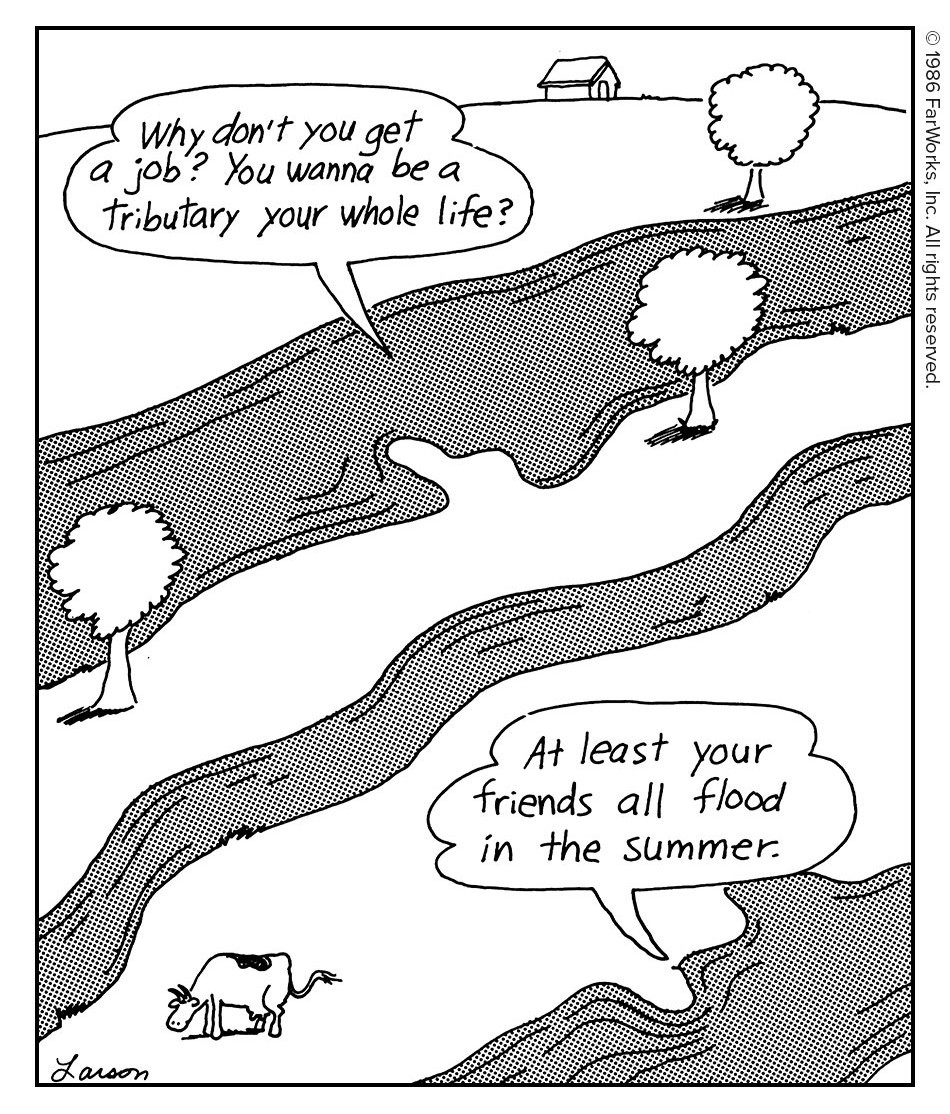 Why don't you get
a job? You wanna be a
tributary your whole life?
At least your
friends all flood
in the summer.
Larson
© 1986 FarWorks, Inc. All rights reserved.